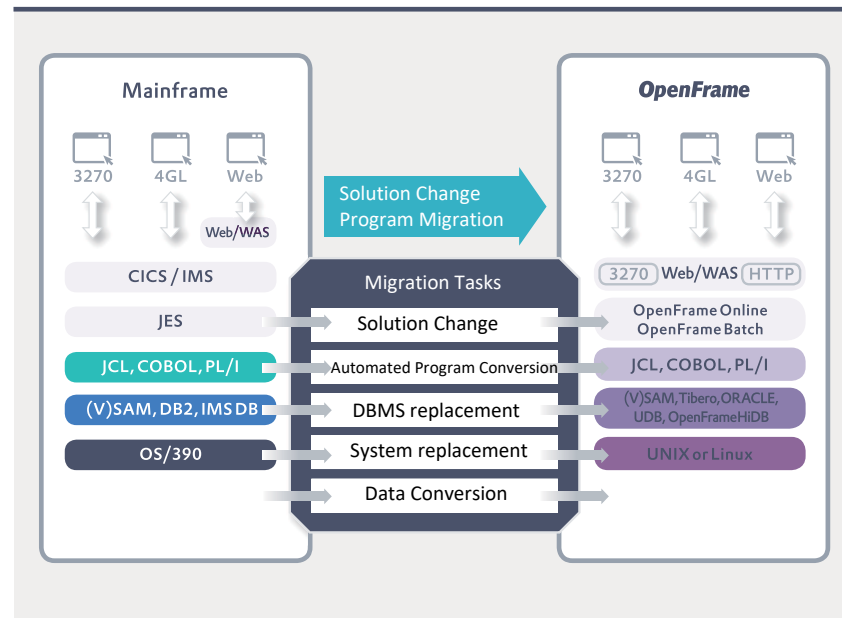 Mainframe
3270
4GL
Web
Web/WAS
CICS / IMS
JES
JCL, COBOL, PL/I
(V)SAM, DB2, IMSDB
OS/390
Solution Change
Program Migration
Migration Tasks
Solution Change
Automated Program Conversion
DBMS replacement
System replacement
Data Conversion
OpenFrame
3270
4GL
Web
3270 Web/WAS HTTP
OpenFrame Online
OpenFrame Batch
JCL, COBOL, PL/I
(V)SAM,Tibero,ORACLE,
UDB, OpenFrameHiDB
UNIX or Linux